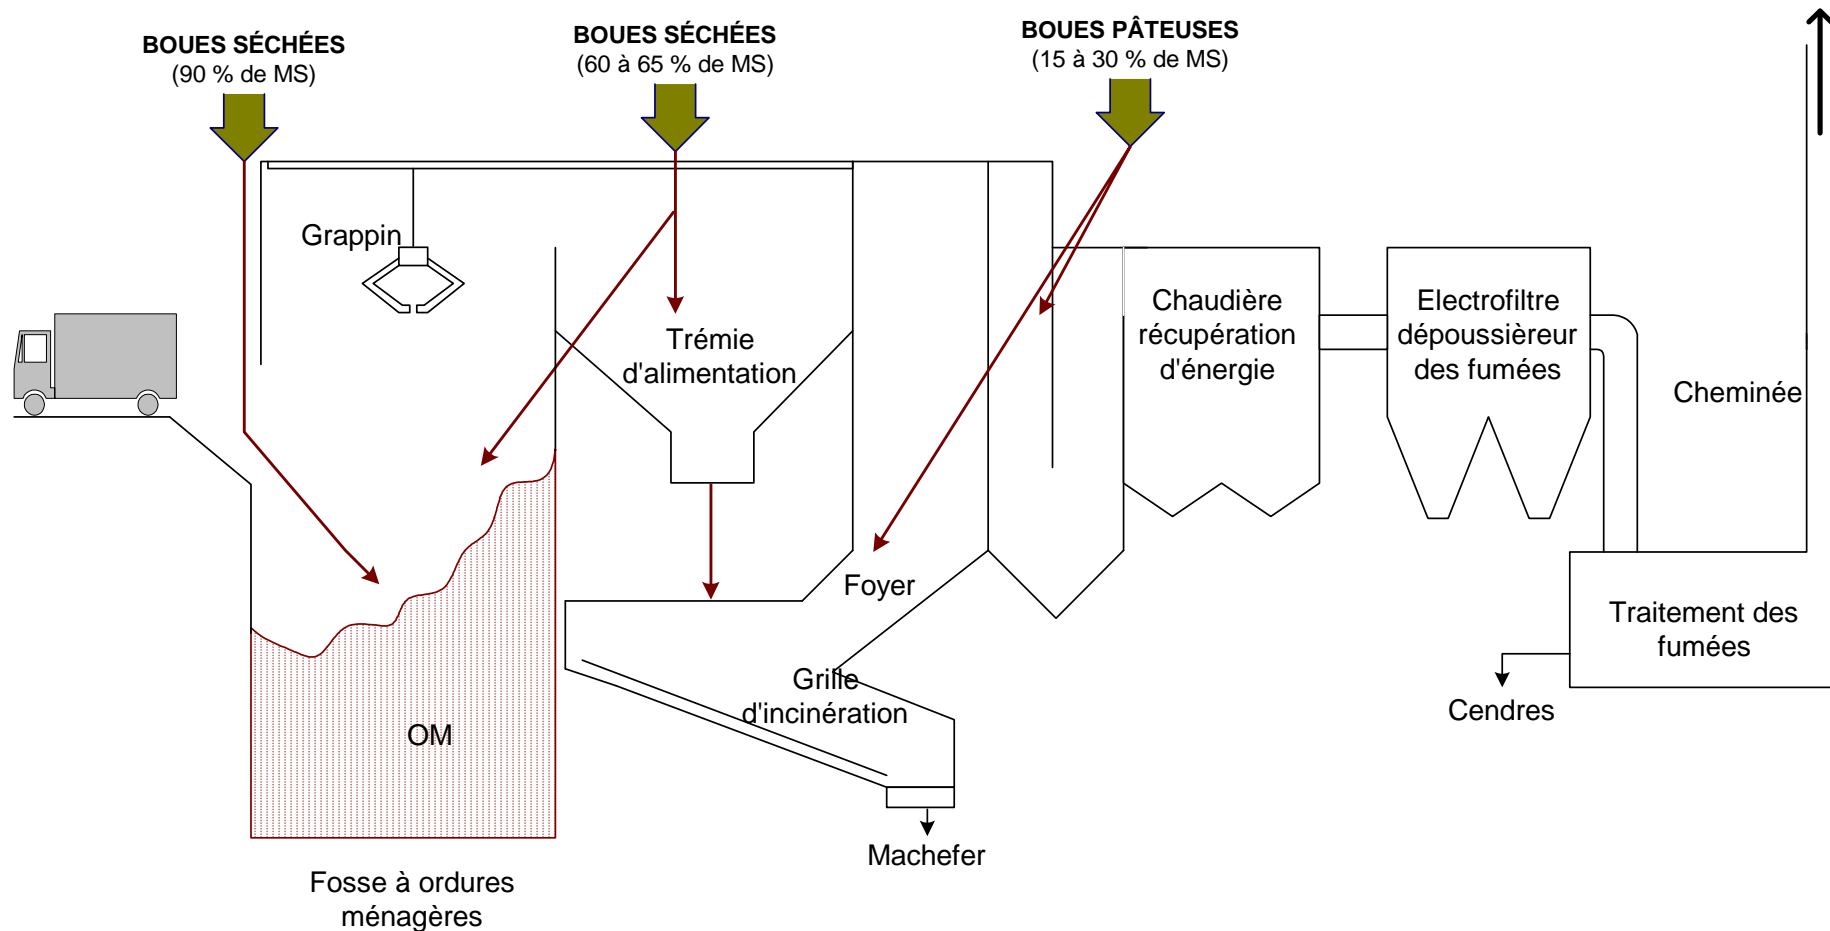 BOUES SÉCHÉES
(90 % de MS)
BOUES SÉCHÉES
(60 à 65 % de MS)
BOUES PÂTEUSES
(15 à 30 % de MS)
Grappin
Trémie
d'alimentation
Chaudière
récupération
d'énergie
Electrofiltre
dépoussièreur
des fumées
Cheminée
Foyer
Traitement des
fumées
Grille
d'incinération
Cendres
OM
Machefer
Fosse à ordures
ménagères